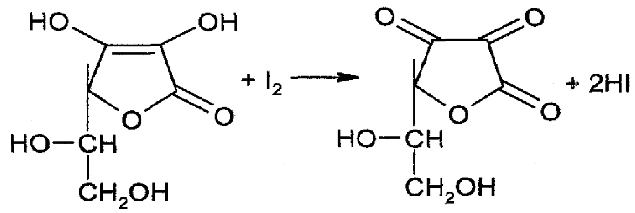 HO OH O O
O O + I₂ ⟶ O O + 2HI
HO—CH HO—CH
CH₂OH CH₂OH